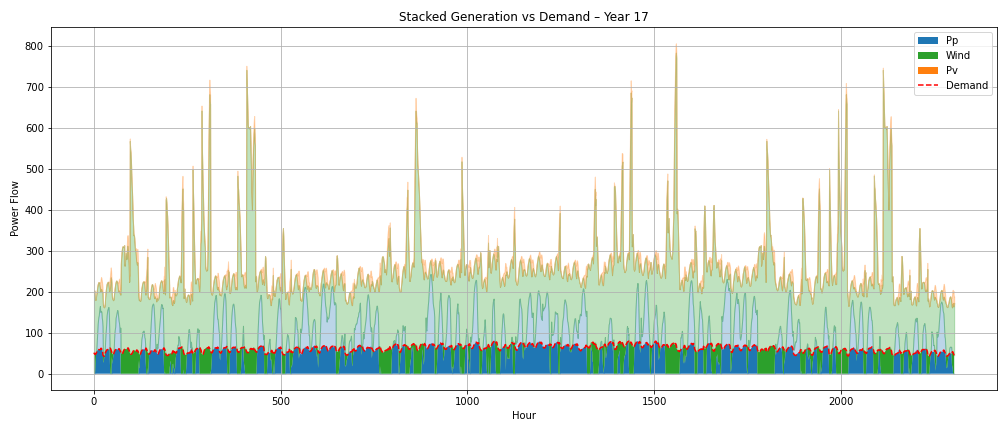 Stacked Generation vs Demand – Year 17
Pp
Wind
Pv
Demand
Power Flow
800
700
600
500
400
300
200
100
0
0
500
1000
1500
2000
Hour